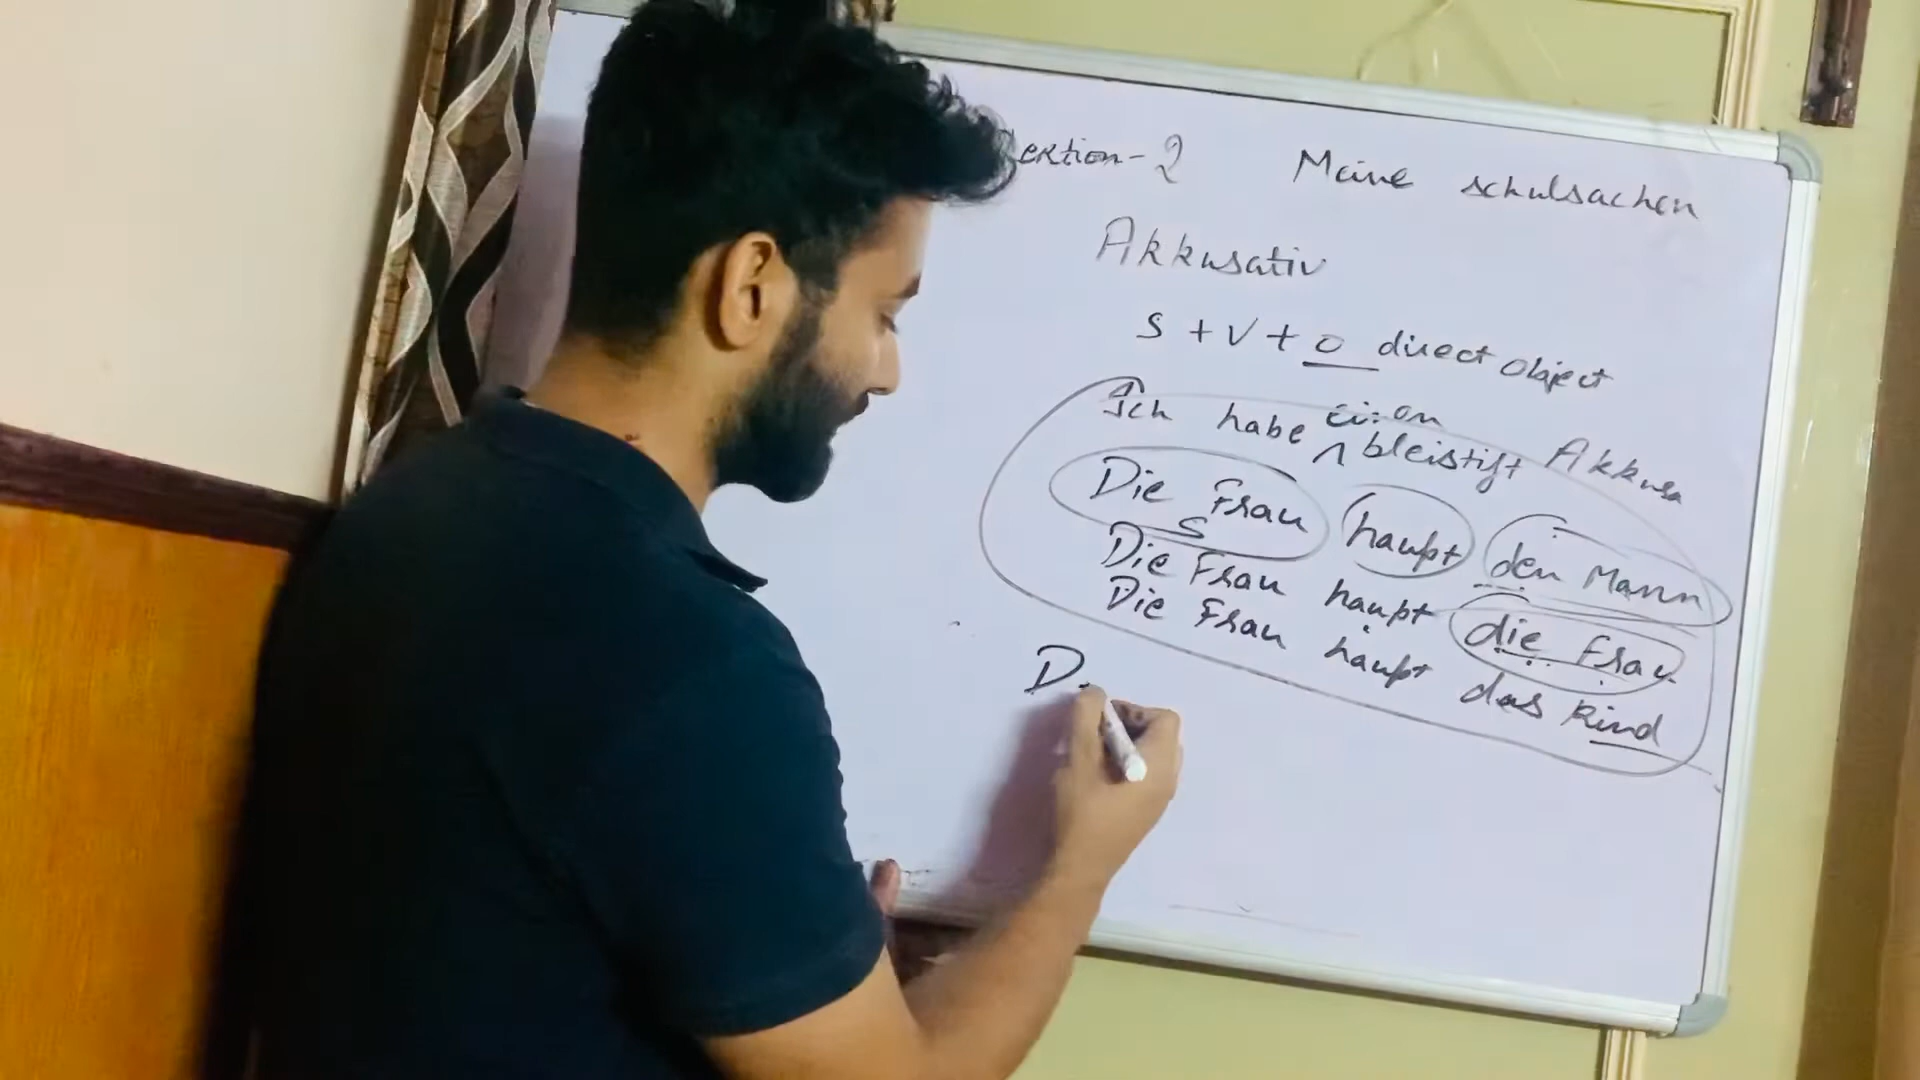 ektion-2 Meine schulsachen
Akkusativ
S + V + O direct object
einen
Ich habe ^ bleistift Akkusa
Die Frau haupt den Mann
S
Die Frau haupt die Frau
Die Frau haupt das Kind
D